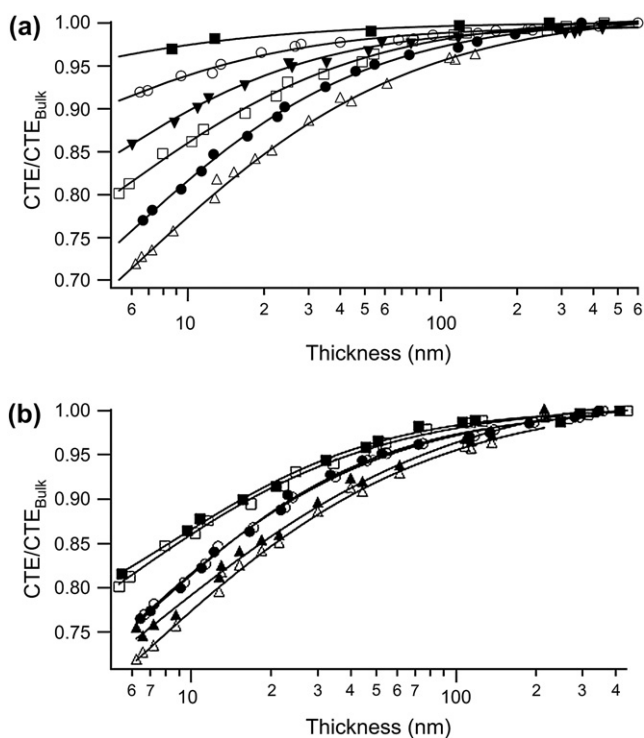 (a)
CTE/CTEBulk
1.00
0.95
0.90
0.85
0.80
0.75
0.70
6 10 2 3 4 5 6 100 2 3 4 5 6
Thickness (nm)
(b)
CTE/CTEBulk
1.00
0.95
0.90
0.85
0.80
0.75
6 7 10 2 3 4 5 6 7 100 2 3 4
Thickness (nm)